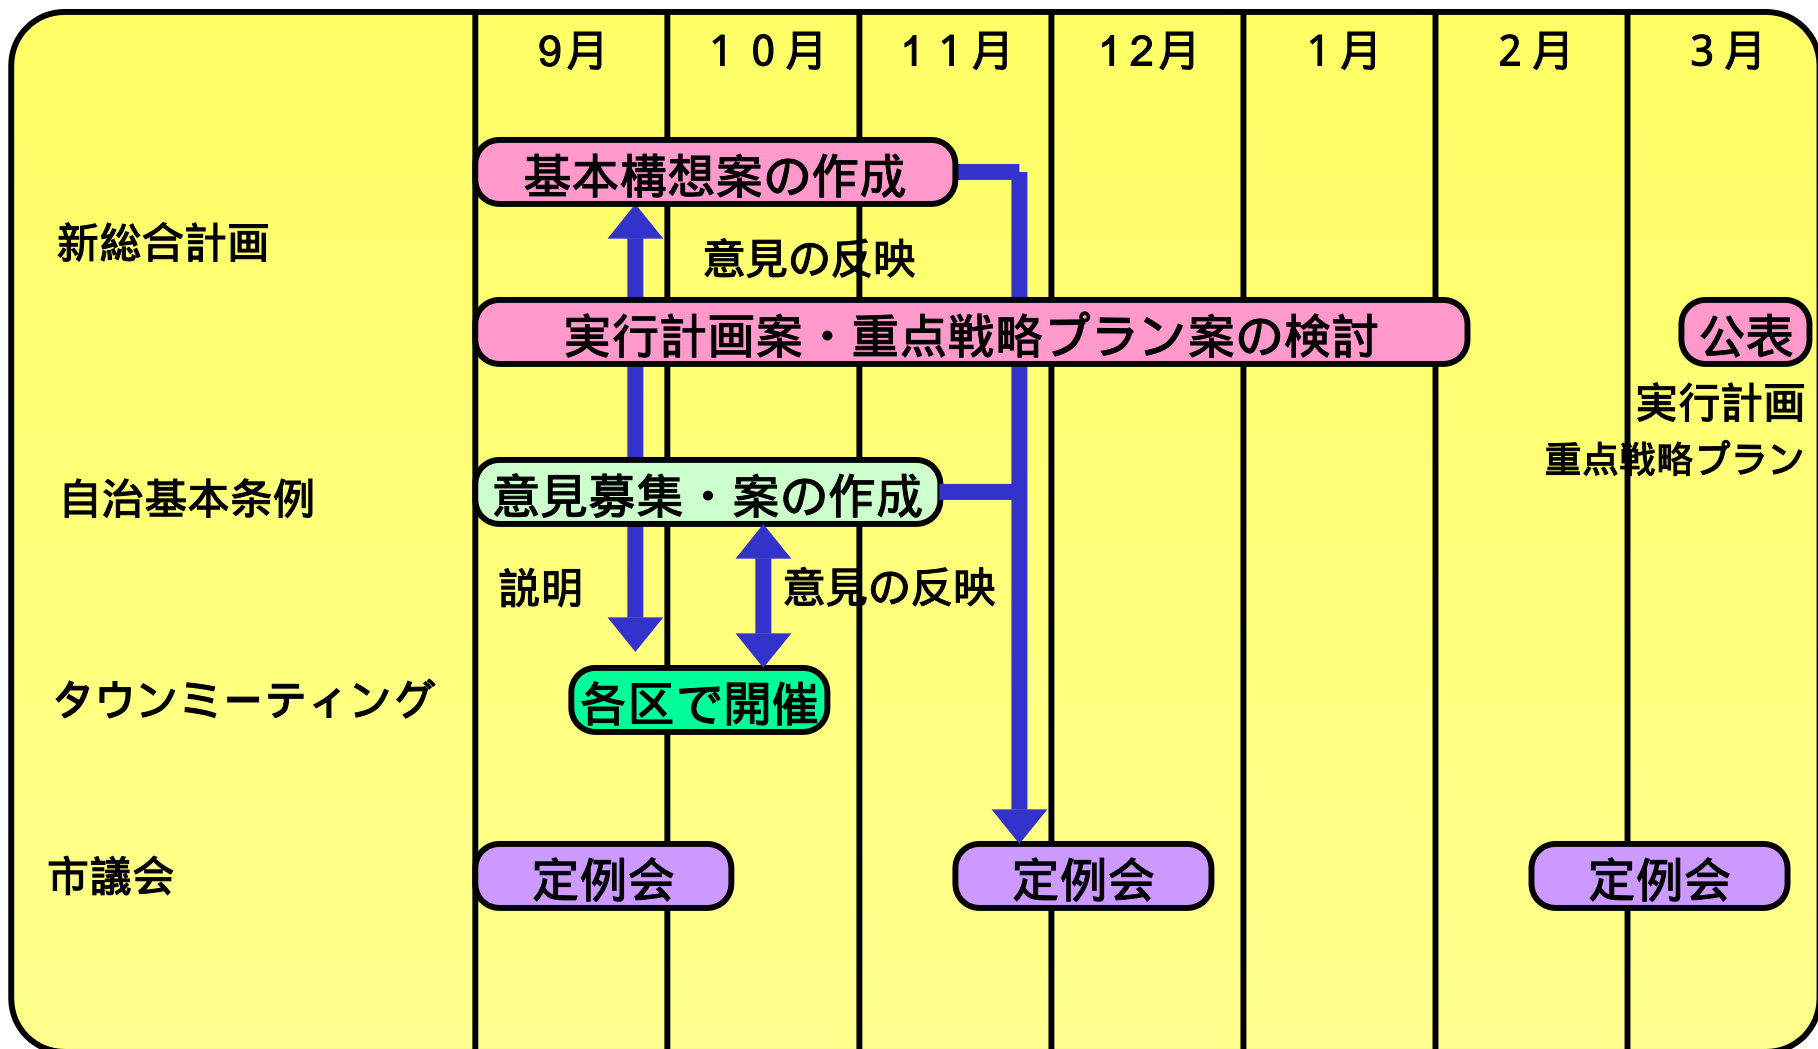 9月 １０月 １１月 １２月 １月 ２月 ３月
基本構想案の作成
新総合計画
意見の反映
実行計画案・重点戦略プラン案の検討
公表
実行計画
重点戦略プラン
自治基本条例
意見募集・案の作成
説明
意見の反映
タウンミーティング
各区で開催
市議会
定例会
定例会
定例会